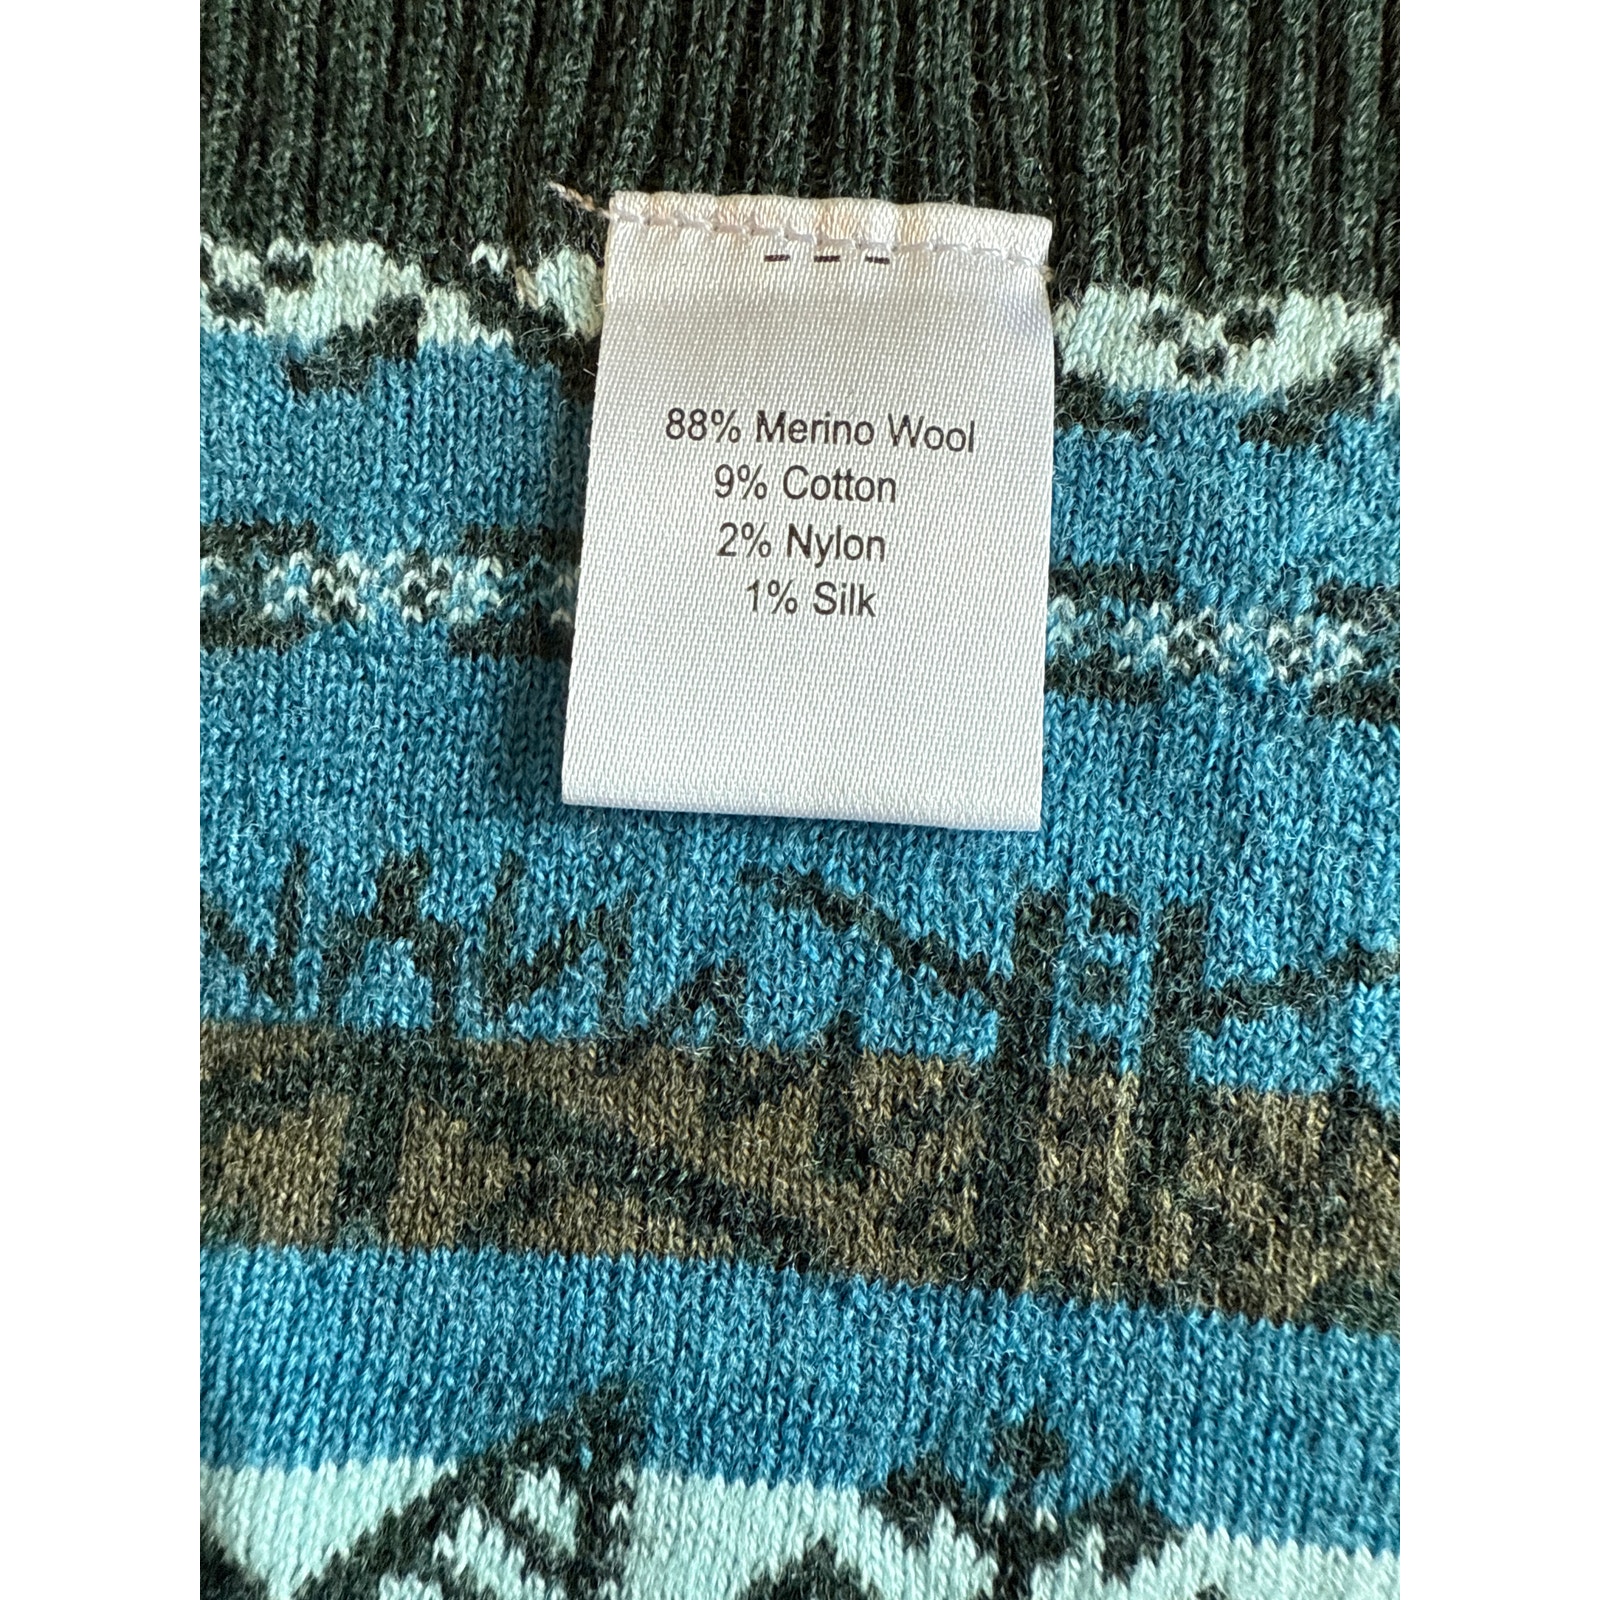 88% Merino Wool
9% Cotton
2% Nylon
1% Silk